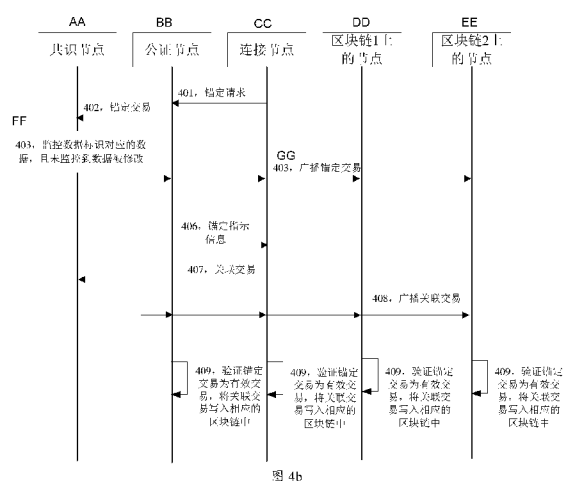 AA
BB
CC
DD
EE
共识节点
公证节点
连接节点
区块链1上
的节点
区块链2上
的节点
401，锚定请求
402，锚定交易
FF
403，监控数据标识对应的数
据，且未监控到数据被修改
GG
403，广播锚定交易
406，锚定指示
信息
407，关联交易
408，广播关联交易
409，验证锚定
交易为有效交
易，将关联交
易写入相应的
区块链中
409，验证锚定
交易为有效交
易，将关联交
易写入相应的
区块链中
409，验证锚定
交易为有效交
易，将关联交
易写入相应的
区块链中
409，验证锚定
交易为有效交
易，将关联交
易写入相应的
区块链中
图 4b